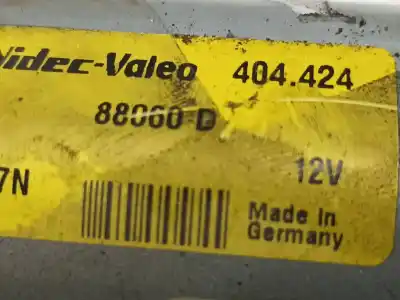 Nidec-Valeo 404.424
88060-D
7N 12V
Made In
Germany